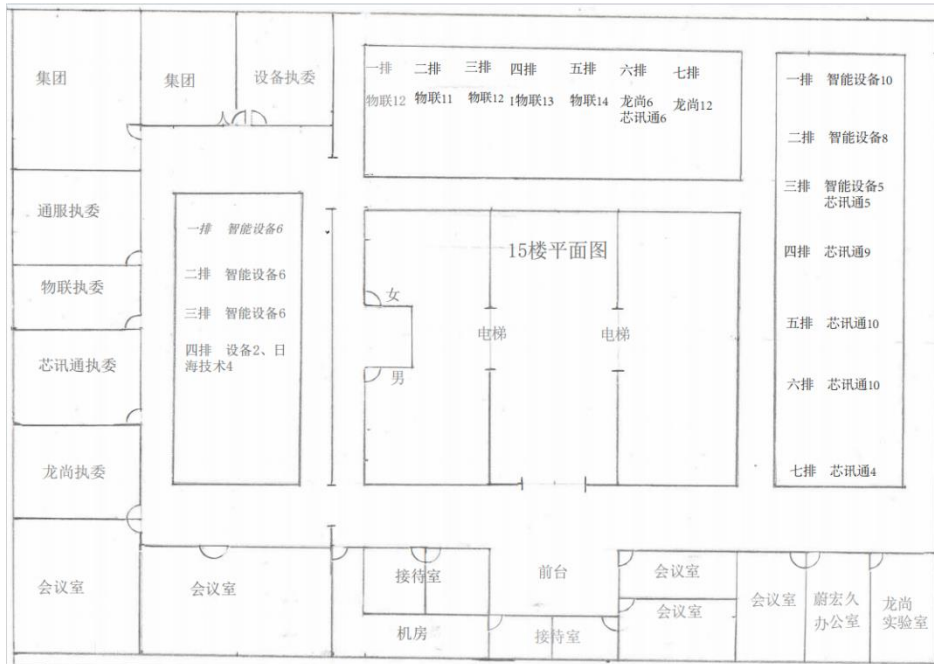 集团
集团
设备执委
通服执委
物联执委
芯讯通执委
龙尚执委
会议室
一排 智能设备6
二排 智能设备6
三排 智能设备6
四排 设备2、日
海技术4
一排 二排 三排 四排 五排 六排 七排
物联12 物联11 物联12 物联13 物联14 龙尚6 龙尚12
芯讯通6
15楼平面图
女
男
电梯
电梯
一排 智能设备10
二排 智能设备8
三排 智能设备5
芯讯通5
四排 芯讯通9
五排 芯讯通10
六排 芯讯通10
七排 芯讯通4
会议室
接待室
机房
前台
接待室
会议室
会议室
会议室
蔚宏久
办公室
龙尚
实验室